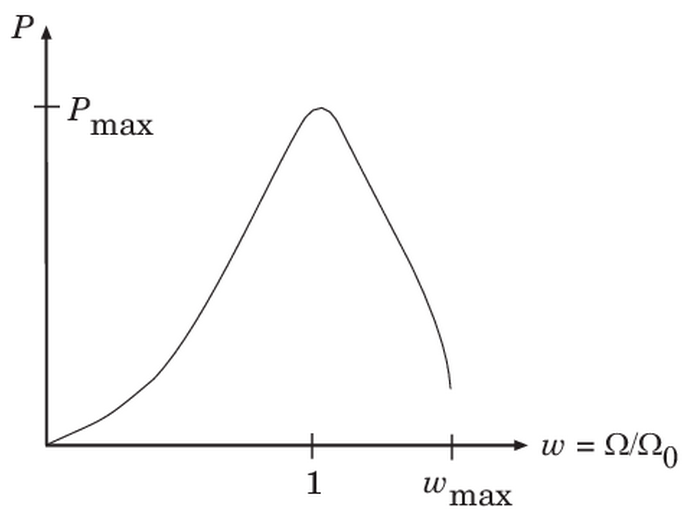 P
P_max
w = Ω/Ω_0
1
w_max